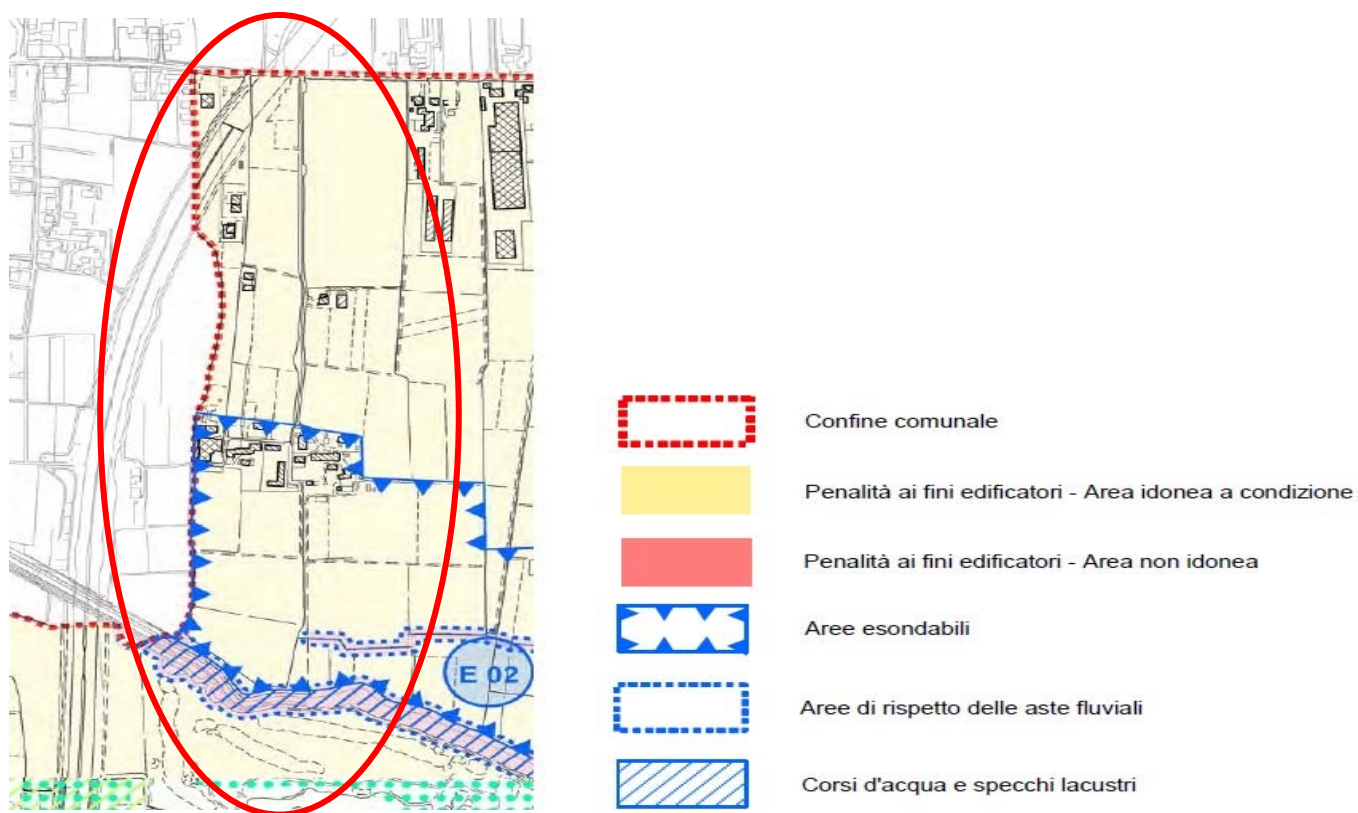 E 02
Confine comunale
Penalità ai fini edificatori - Area idonea a condizione
Penalità ai fini edificatori - Area non idonea
Aree esondabili
Aree di rispetto delle aste fluviali
Corsi d'acqua e specchi lacustri